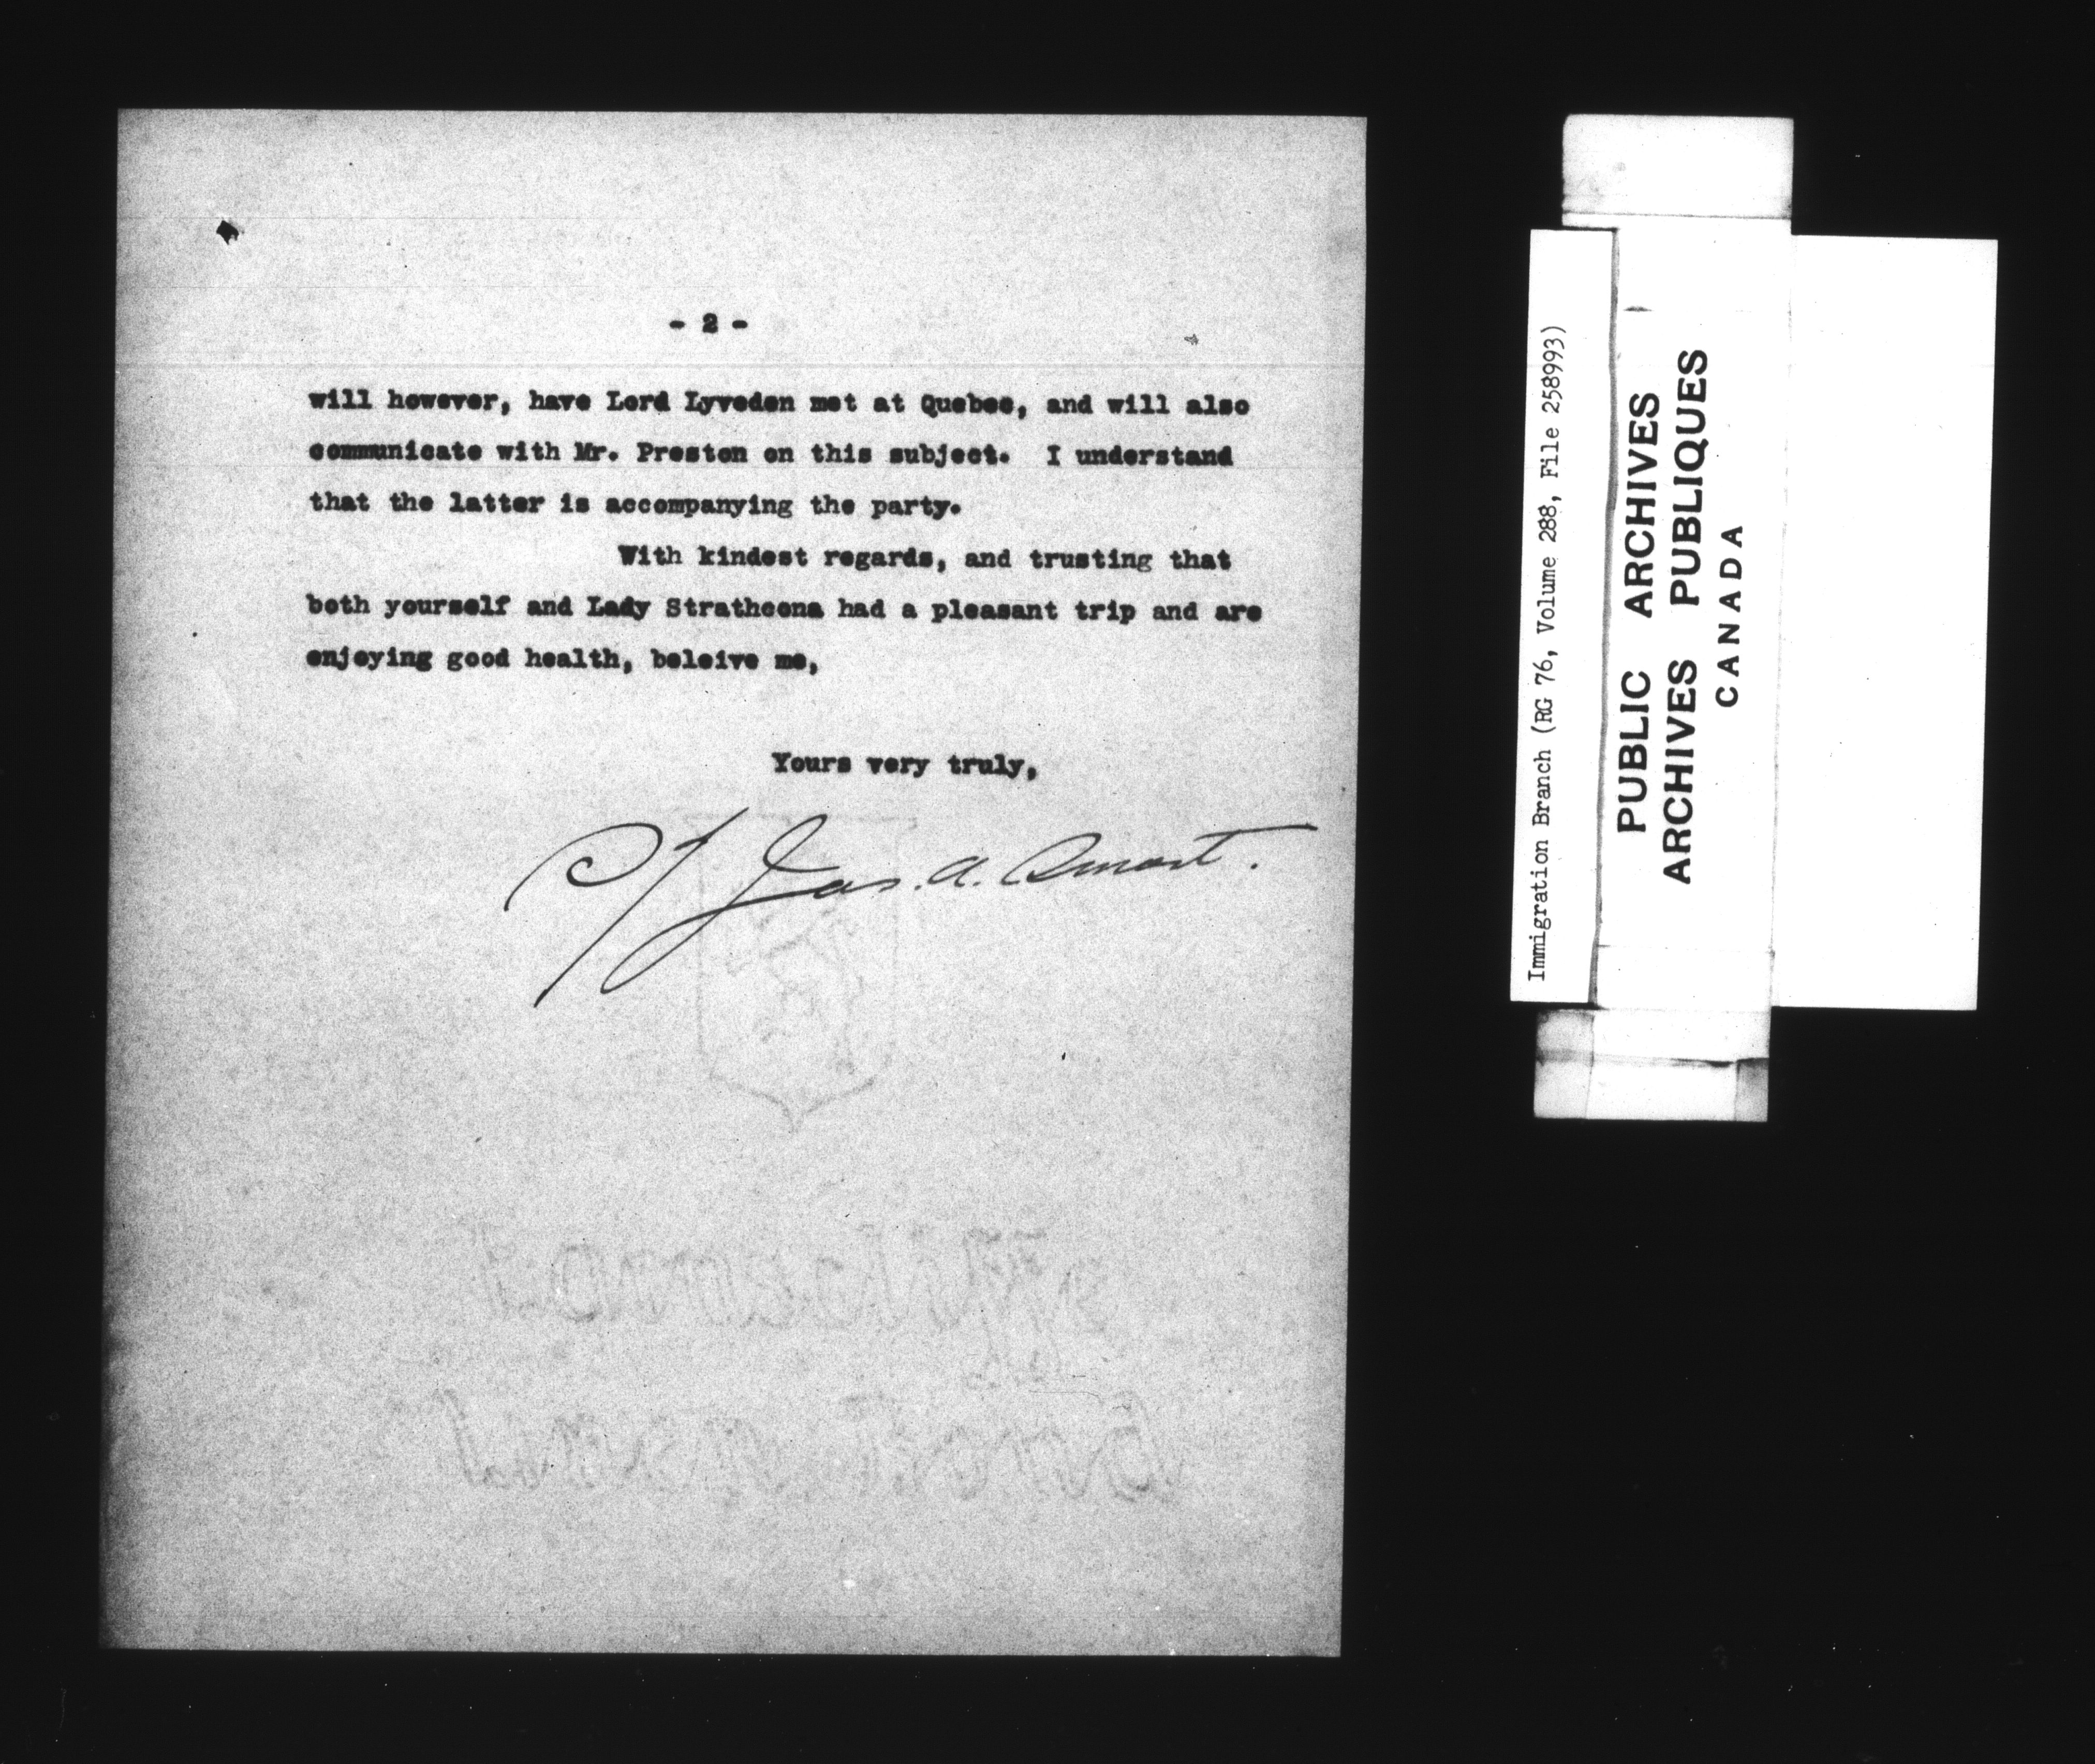 - 2 -
will however, have Lord Lyveden met at Quebec, and will also
communicate with Mr. Preston on this subject. I understand
that the latter is accompanying the party.
With kindest regards, and trusting that
both yourself and Lady Strathcona had a pleasant trip and are
enjoying good health, beleive me,
Yours very truly,
Jas. A. Smart.
Immigration Branch (RG 76, Volume 288, File 258993)
PUBLIC ARCHIVES
ARCHIVES PUBLIQUES
CANADA